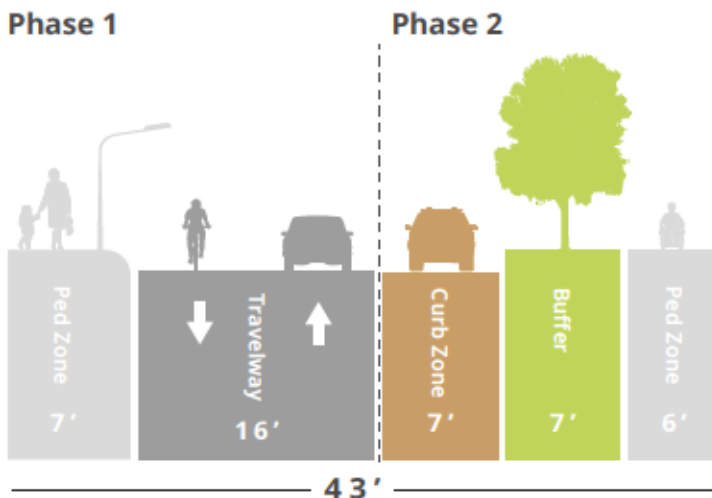 Phase 1
Phase 2
Ped Zone
7'
Travelway
16'
Curb Zone
7'
Buffer
7'
Ped Zone
6'
43'